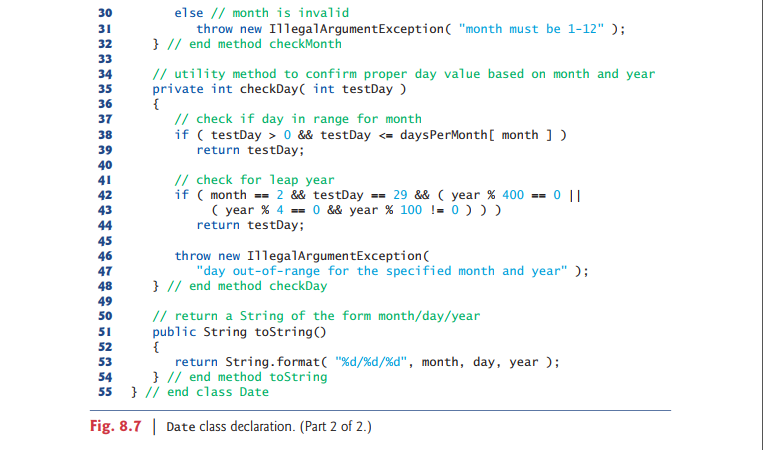 30 else // month is invalid
31 throw new IllegalArgumentException( "month must be 1-12" );
32 } // end method checkMonth
33
34 // utility method to confirm proper day value based on month and year
35 private int checkDay( int testDay )
36 {
37 // check if day in range for month
38 if ( testDay > 0 && testDay <= daysPerMonth[ month ] )
39 return testDay;
40
41 // check for leap year
42 if ( month == 2 && testDay == 29 && ( year % 400 == 0 ||
43 ( year % 4 == 0 && year % 100 != 0 ) ) )
44 return testDay;
45
46 throw new IllegalArgumentException(
47 "day out-of-range for the specified month and year" );
48 } // end method checkDay
49
50 // return a String of the form month/day/year
51 public String toString()
52 {
53 return String.format( "%d/%d/%d", month, day, year );
54 } // end method toString
55 } // end class Date
Fig. 8.7 | Date class declaration. (Part 2 of 2.)